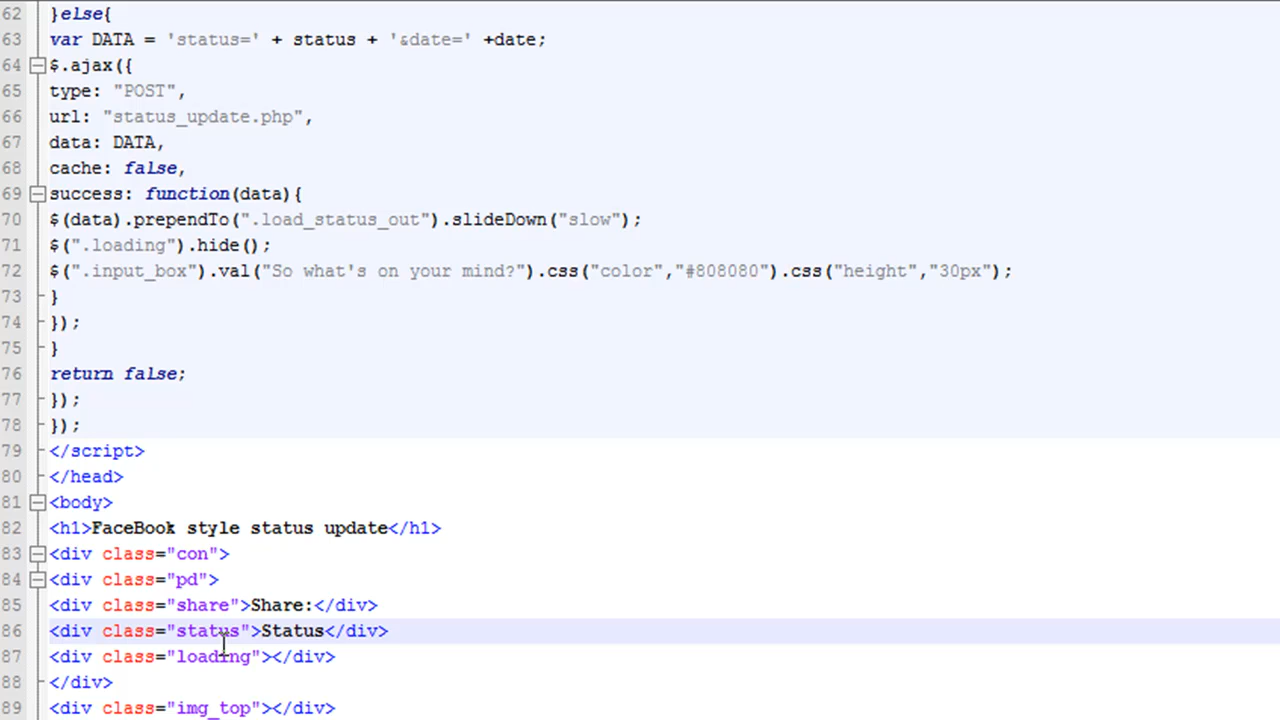 62 }else{
63 var DATA = 'status=' + status + '&date=' +date;
64 $.ajax({
65 type: "POST",
66 url: "status_update.php",
67 data: DATA,
68 cache: false,
69 success: function(data){
70 $(data).prependTo(".load_status_out").slideDown("slow");
71 $(".loading").hide();
72 $(".input_box").val("So what's on your mind?").css("color","#808080").css("height","30px");
73 }
74 });
75 }
76 return false;
77 });
78 });
79 </script>
80 </head>
81 <body>
82 <h1>FaceBook style status update</h1>
83 <div class="con">
84 <div class="pd">
85 <div class="share">Share:</div>
86 <div class="status">Status</div>
87 <div class="loading"></div>
88 </div>
89 <div class="img_top"></div>